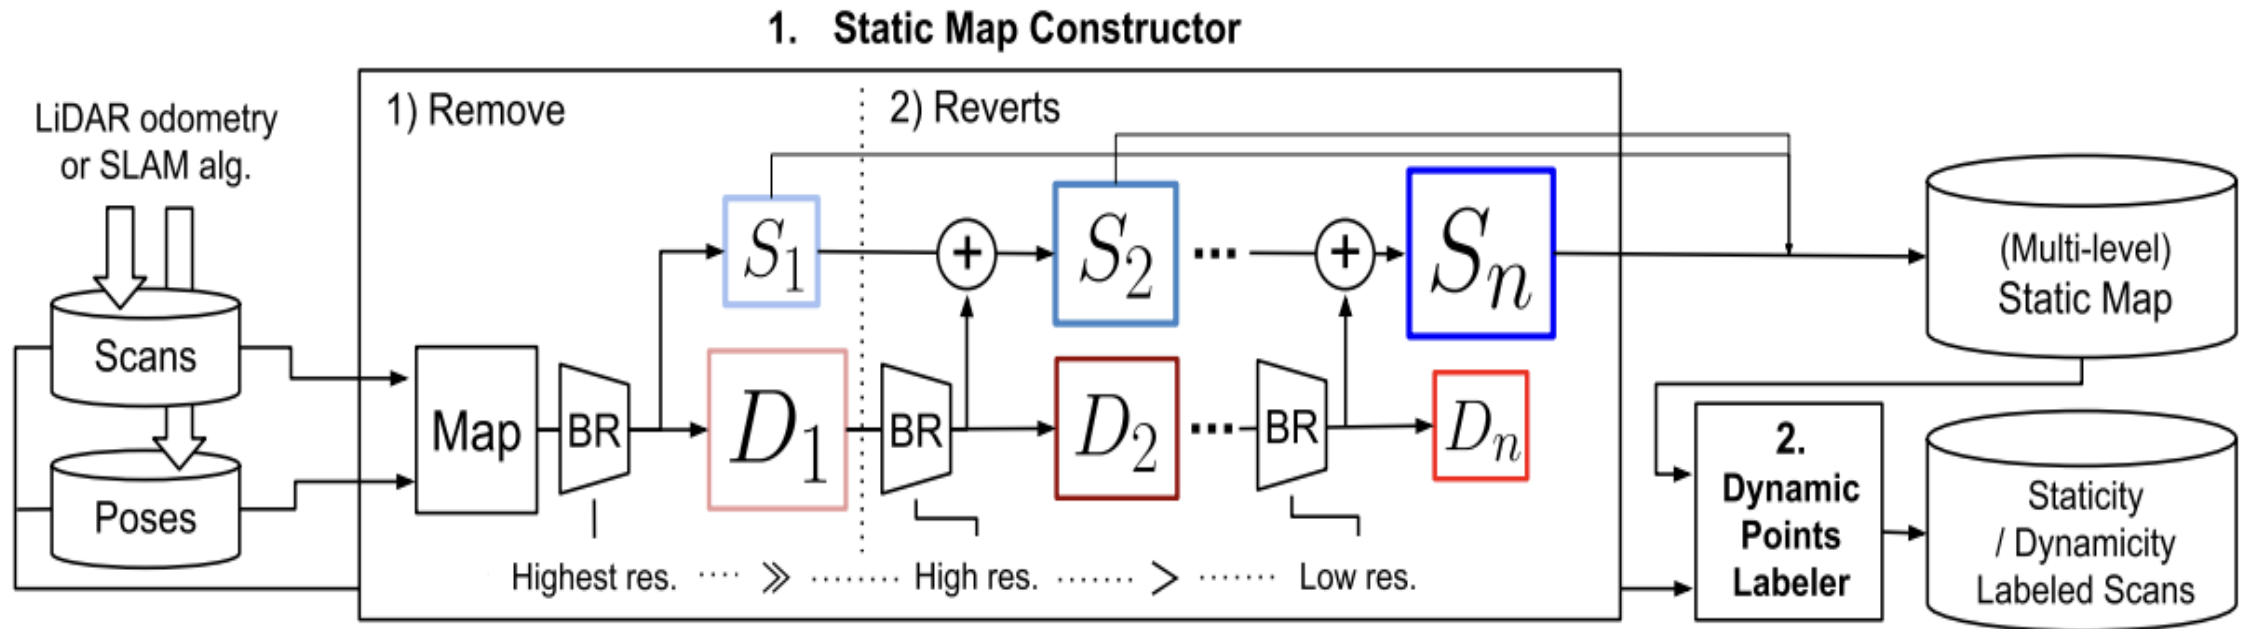 1. Static Map Constructor
LiDAR odometry
or SLAM alg.
1) Remove
2) Reverts
S1
+
S2
...
+
Sn
(Multi-level)
Static Map
Scans
Poses
Map
BR
D1
BR
D2
...
BR
Dn
Highest res. .... >> ........ High res. ....... > ....... Low res.
2.
Dynamic
Points
Labeler
Staticity
/ Dynamicity
Labeled Scans